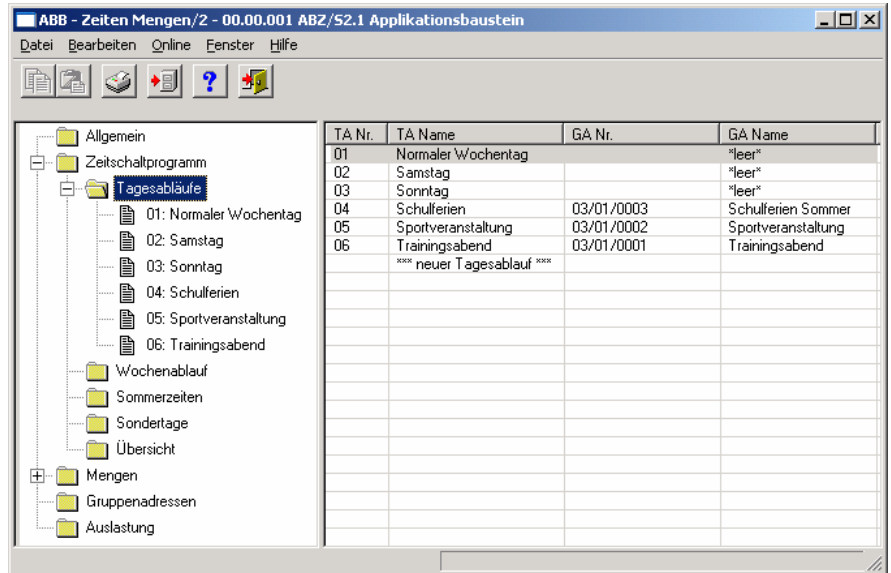 ABB - Zeiten Mengen/2 - 00.00.001 ABZ/S2.1 Applikationsbaustein
Datei Bearbeiten Online Fenster Hilfe
Allgemein
Zeitschaltprogramm
Tagesabläufe
01: Normaler Wochentag
02: Samstag
03: Sonntag
04: Schulferien
05: Sportveranstaltung
06: Trainingsabend
Wochenablauf
Sommerzeiten
Sondertage
Übersicht
Mengen
Gruppenadressen
Auslastung
TA Nr. TA Name GA Nr. GA Name
01 Normaler Wochentag *leer*
02 Samstag *leer*
03 Sonntag *leer*
04 Schulferien 03/01/0003 Schulferien Sommer
05 Sportveranstaltung 03/01/0002 Sportveranstaltung
06 Trainingsabend 03/01/0001 Trainingsabend
*** neuer Tagesablauf ***